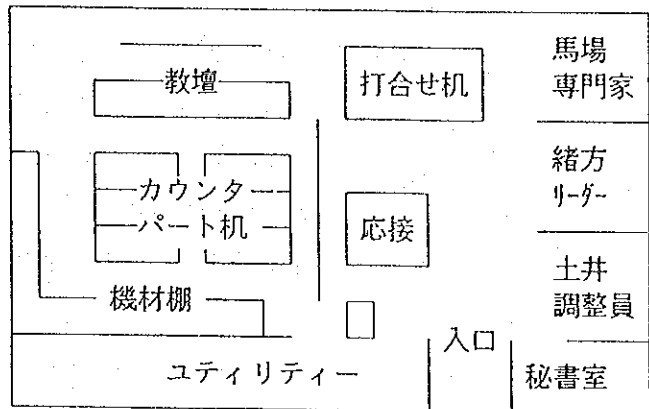 教壇
打合せ机
馬場
専門家
カウンター
パート机
応接
緒方
リーダー
土井
調整員
機材棚
入口
ユティリティー
秘書室